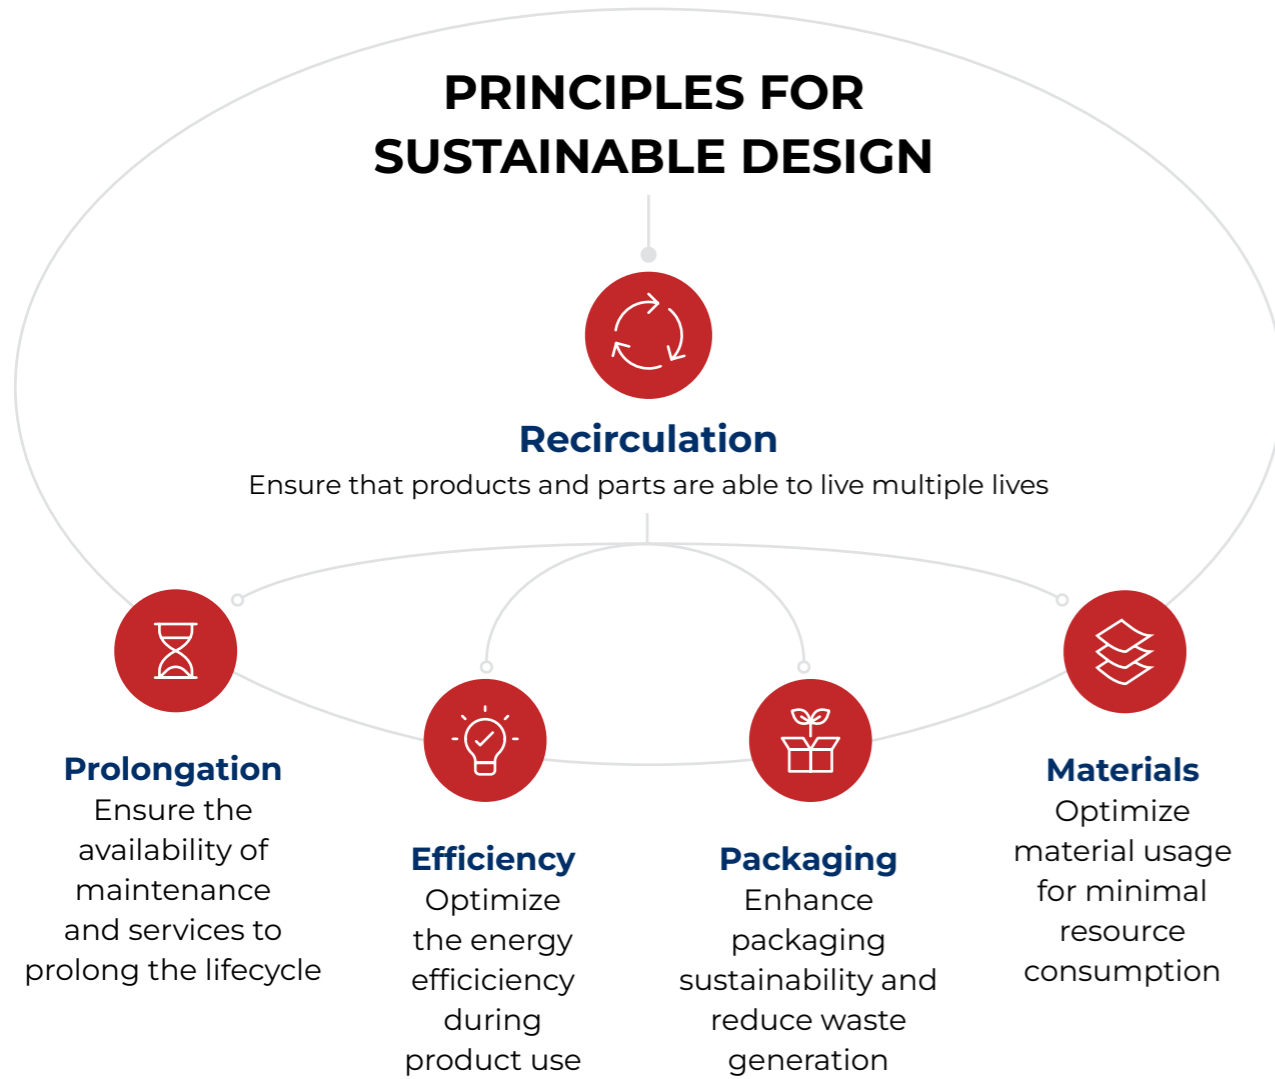 PRINCIPLES FOR
SUSTAINABLE DESIGN
Recirculation
Ensure that products and parts are able to live multiple lives
Prolongation
Ensure the
availability of
maintenance
and services to
prolong the lifecycle
Efficiency
Optimize
the energy
efficiciency
during
product use
Packaging
Enhance
packaging
sustainability and
reduce waste
generation
Materials
Optimize
material usage
for minimal
resource
consumption